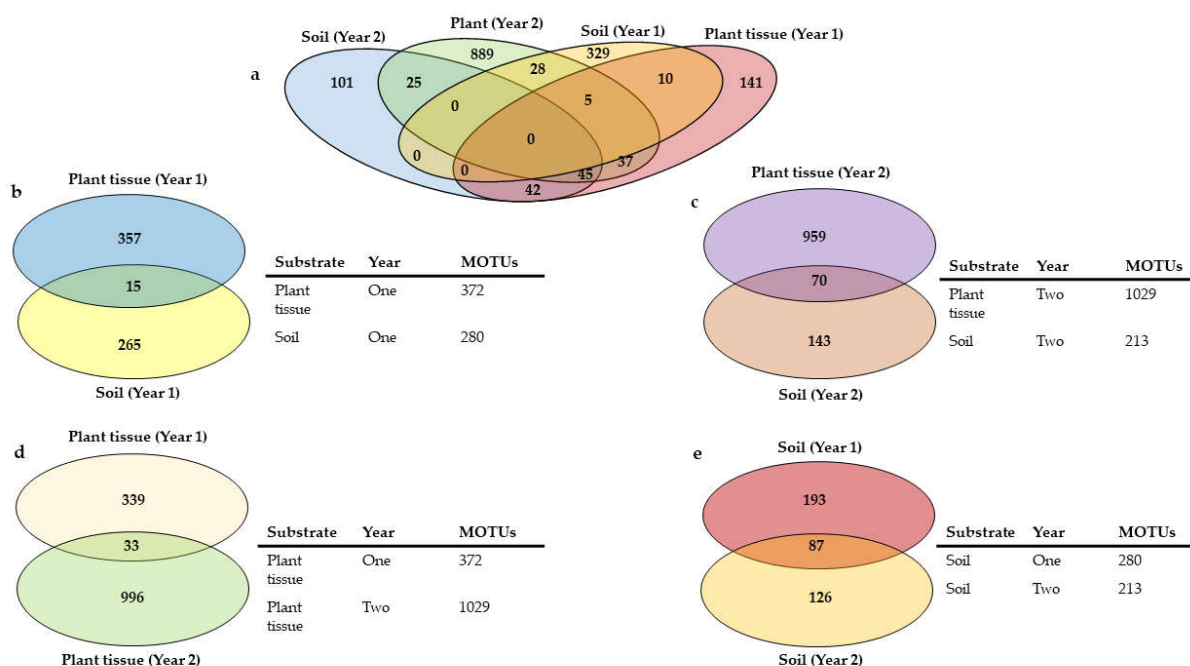 Plant (Year 2)
Soil (Year 2)
Soil (Year 1)
Plant tissue (Year 1)
a
889
329
101
25
28
10
141
0
5
0
0
0
37
45
42
b
Plant tissue (Year 1)
357
15
265
Soil (Year 1)
Substrate Year MOTUs
Plant tissue One 372
Soil One 280
c
Plant tissue (Year 2)
959
70
143
Soil (Year 2)
Substrate Year MOTUs
Plant tissue Two 1029
Soil Two 213
d
Plant tissue (Year 1)
339
33
996
Plant tissue (Year 2)
Substrate Year MOTUs
Plant tissue One 372
Plant tissue Two 1029
e
Soil (Year 1)
193
87
126
Soil (Year 2)
Substrate Year MOTUs
Soil One 280
Soil Two 213